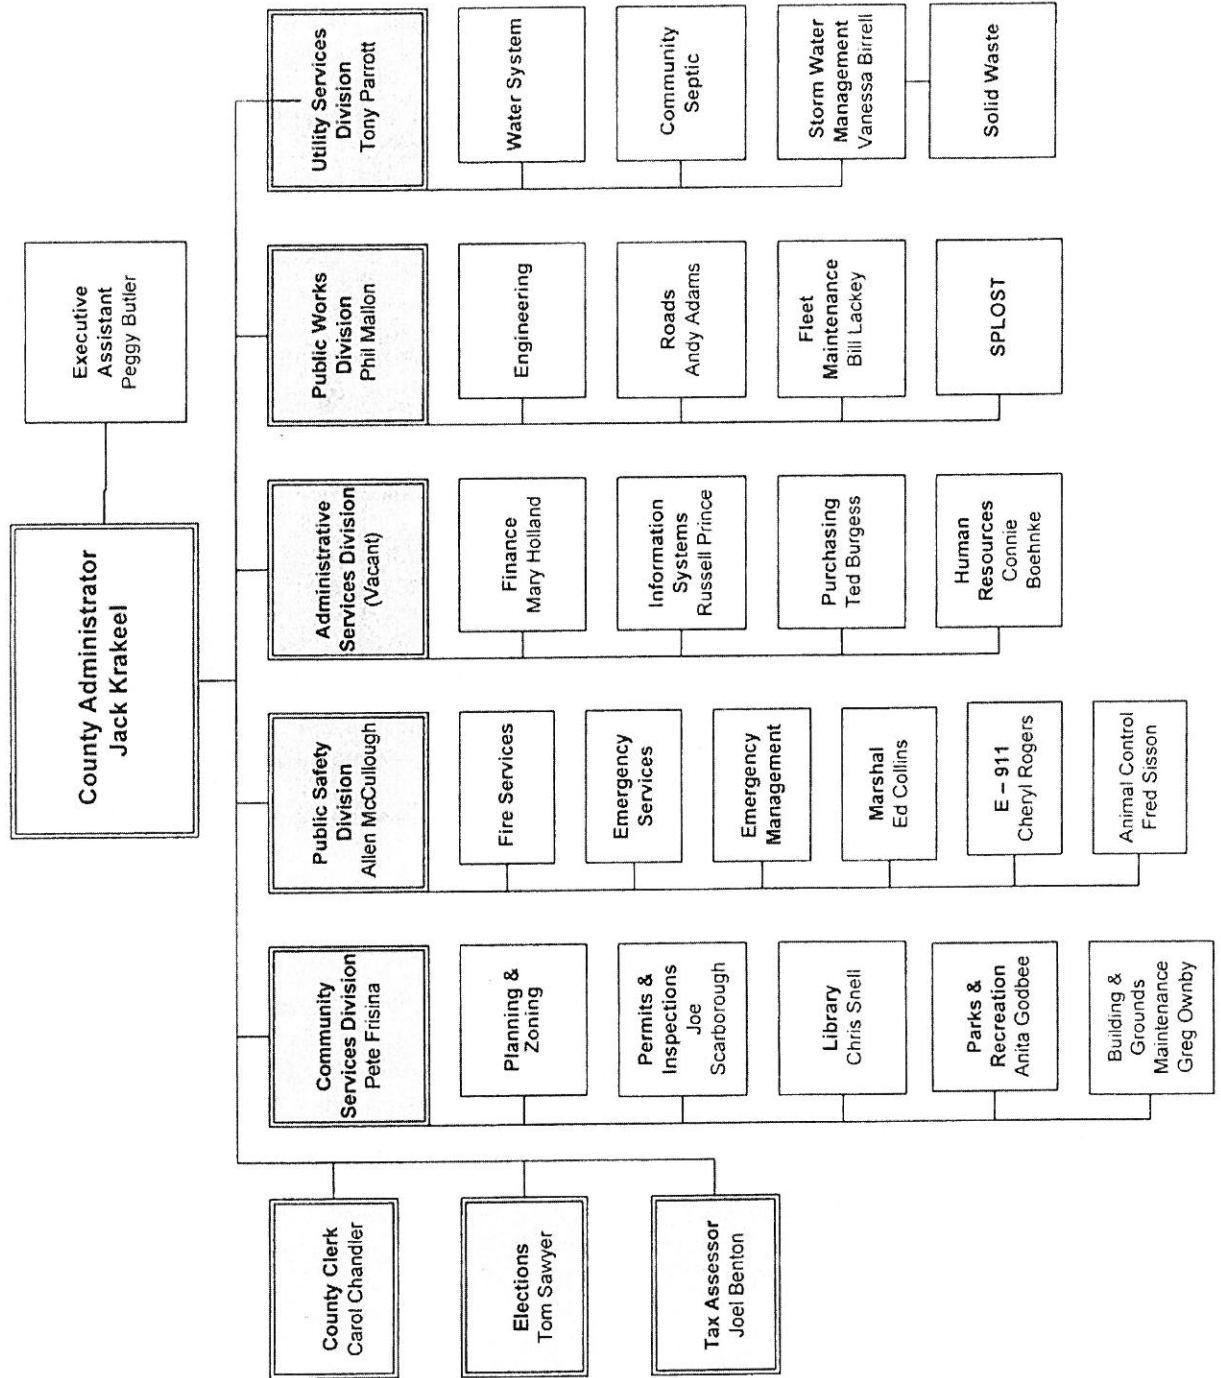 County Administrator
Jack Krakeel
Executive
Assistant
Peggy Butler
County Clerk
Carol Chandler
Elections
Tom Sawyer
Tax Assessor
Joel Benton
Community
Services Division
Pete Frisina
Planning &
Zoning
Permits &
Inspections
Joe
Scarborough
Library
Chris Snell
Parks &
Recreation
Anita Godbee
Building &
Grounds
Maintenance
Greg Ownby
Public Safety
Division
Allen McCullough
Fire Services
Emergency
Services
Emergency
Management
Marshal
Ed Collins
E – 911
Cheryl Rogers
Animal Control
Fred Sisson
Administrative
Services Division
(Vacant)
Finance
Mary Holland
Information
Systems
Russell Prince
Purchasing
Ted Burgess
Human
Resources
Connie
Boehnke
Public Works
Division
Phil Mallon
Engineering
Roads
Andy Adams
Fleet
Maintenance
Bill Lackey
SPLOST
Utility Services
Division
Tony Parrott
Water System
Community
Septic
Storm Water
Management
Vanessa Birrell
Solid Waste